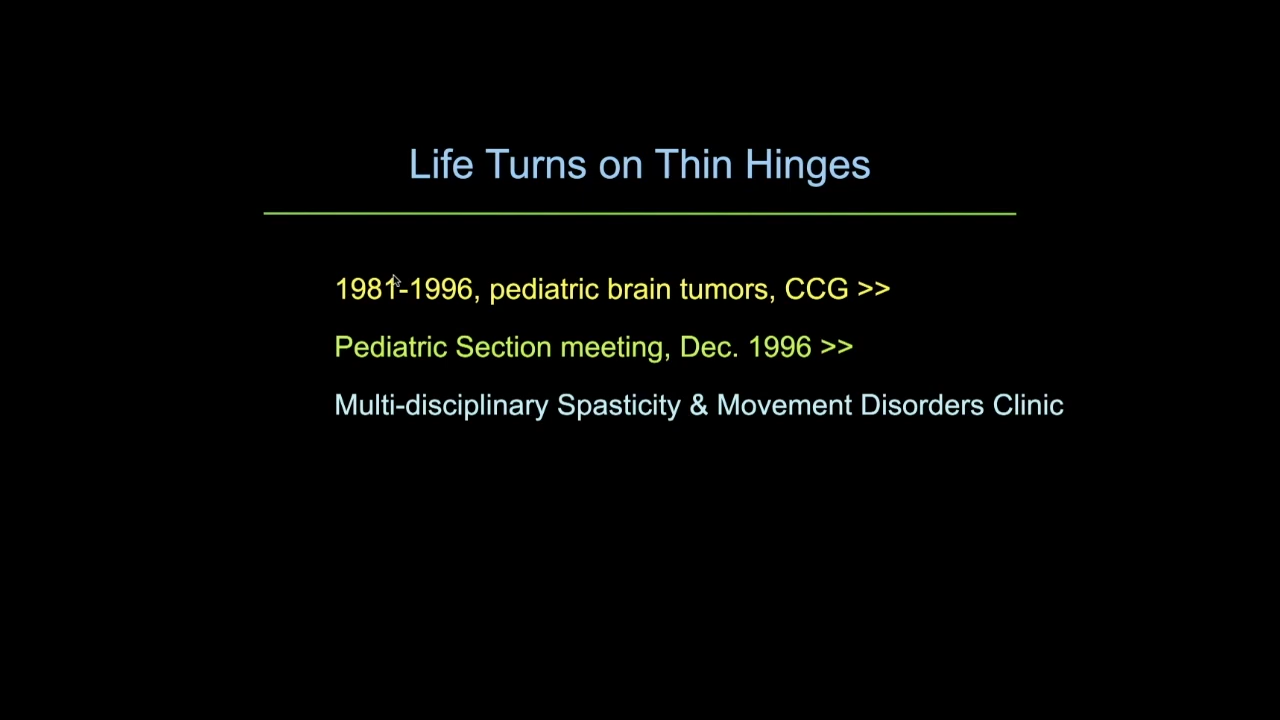 Life Turns on Thin Hinges
1981-1996, pediatric brain tumors, CCG >>
Pediatric Section meeting, Dec. 1996 >>
Multi-disciplinary Spasticity & Movement Disorders Clinic